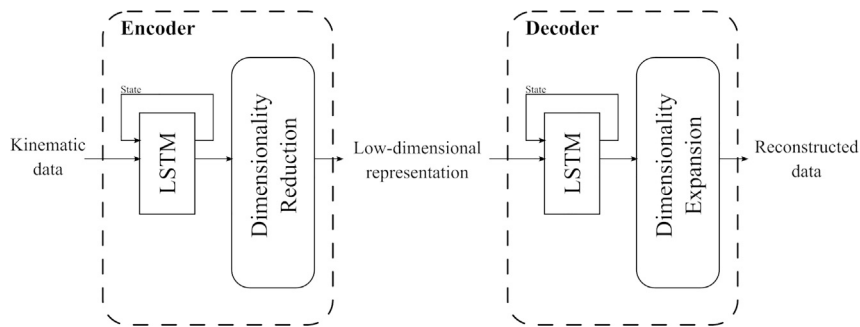 Encoder
Decoder
State
State
Kinematic
data
LSTM
Dimensionality
Reduction
Low-dimensional
representation
LSTM
Dimensionality
Expansion
Reconstructed
data